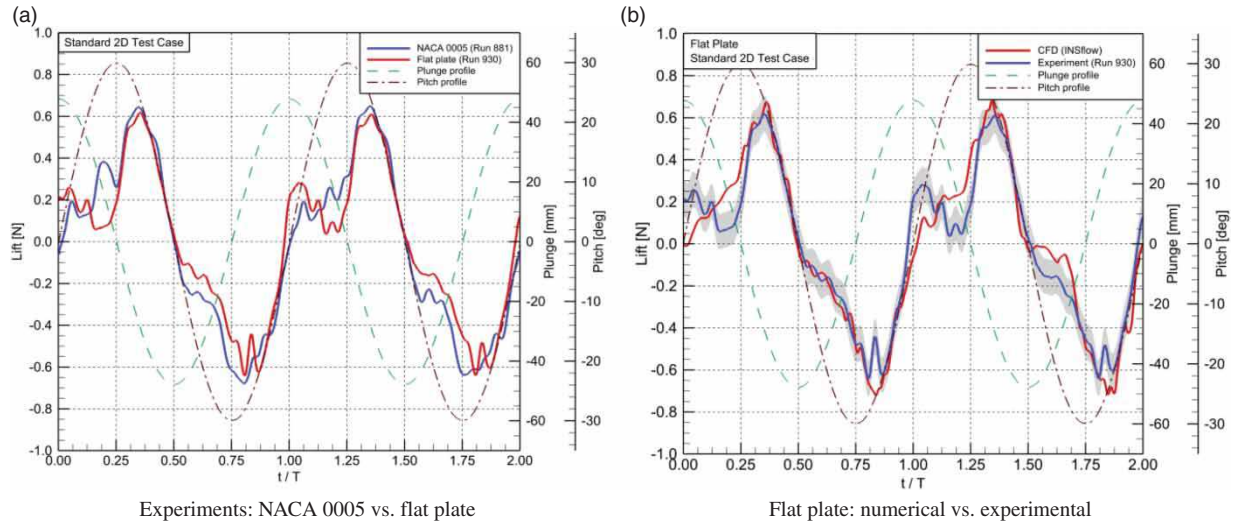 (a)
Standard 2D Test Case
NACA 0005 (Run 881)
Flat plate (Run 930)
Plunge profile
Pitch profile
Lift [N]
1.0
0.8
0.6
0.4
0.2
0.0
-0.2
-0.4
-0.6
-0.8
-1.0
0.00 0.25 0.50 0.75 1.00 1.25 1.50 1.75 2.00
t / T
60
40
20
0
-20
-40
-60
Plunge [mm]
30
20
10
0
-10
-20
-30
Pitch [deg]
Experiments: NACA 0005 vs. flat plate
(b)
Flat Plate
Standard 2D Test Case
CFD (INSflow)
Experiment (Run 930)
Plunge profile
Pitch profile
Lift [N]
1.0
0.8
0.6
0.4
0.2
0.0
-0.2
-0.4
-0.6
-0.8
-1.0
0.00 0.25 0.50 0.75 1.00 1.25 1.50 1.75 2.00
t / T
60
40
20
0
-20
-40
-60
Plunge [mm]
30
20
10
0
-10
-20
-30
Pitch [deg]
Flat plate: numerical vs. experimental